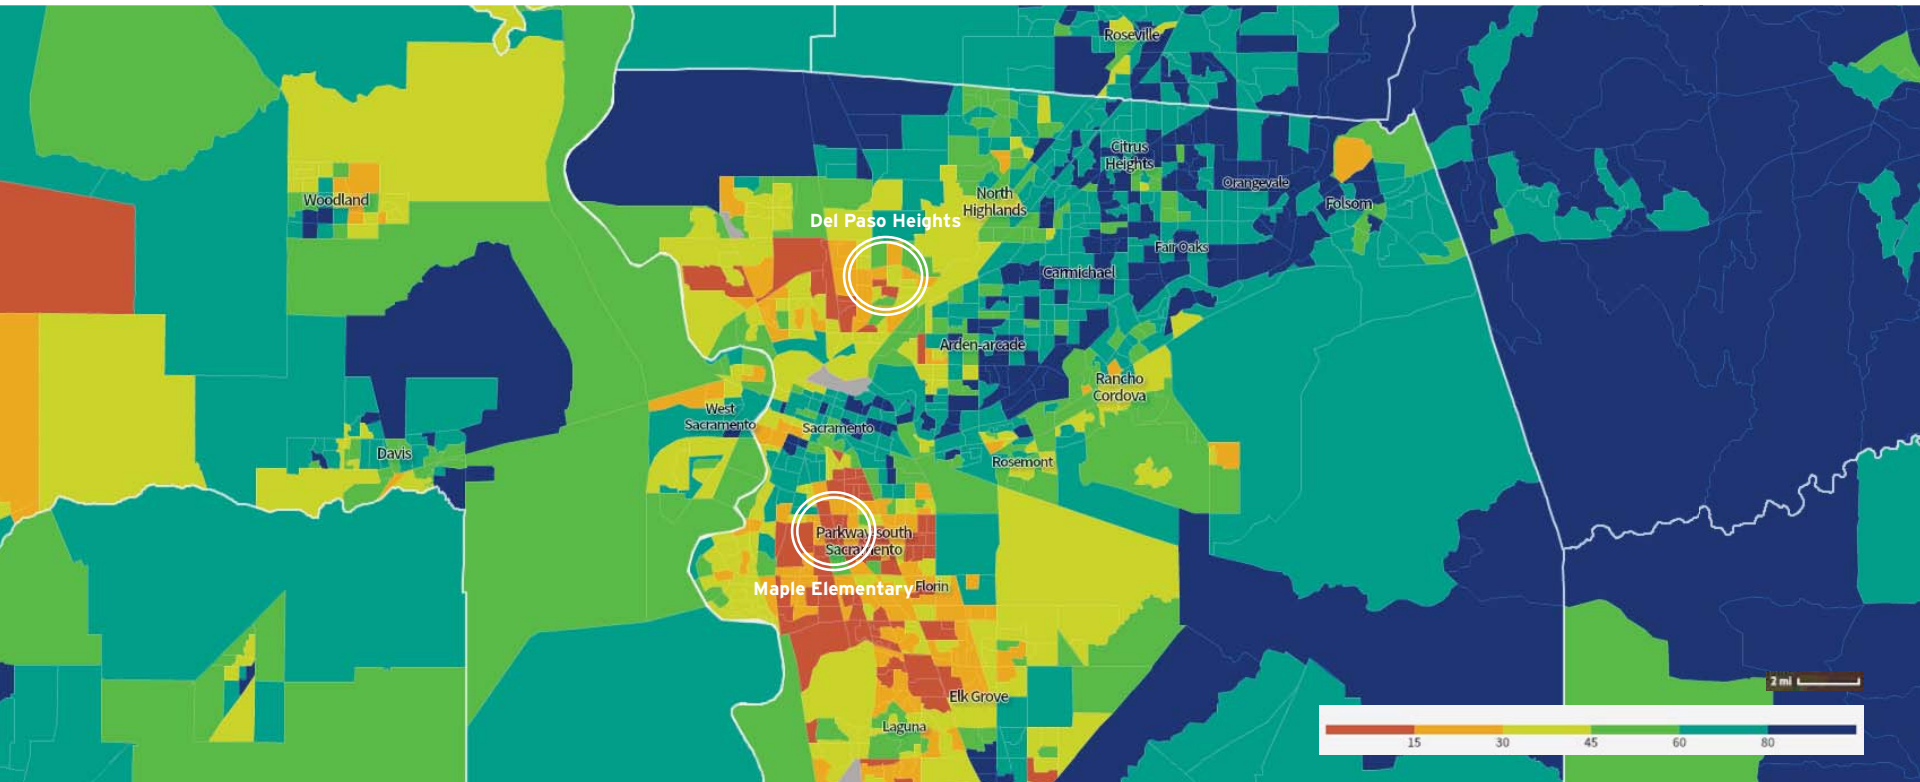 Roseville
Citrus
Heights
Orangevale
Woodland
North
Highlands
Folsom
Del Paso Heights
Fair Oaks
Carmichael
Arden-arcade
Rancho
Cordova
West
Sacramento
Sacramento
Davis
Rosemont
Parkway-south
Sacramento
Maple Elementary
Florin
Elk Grove
Laguna
2 mi
15 30 45 60 80